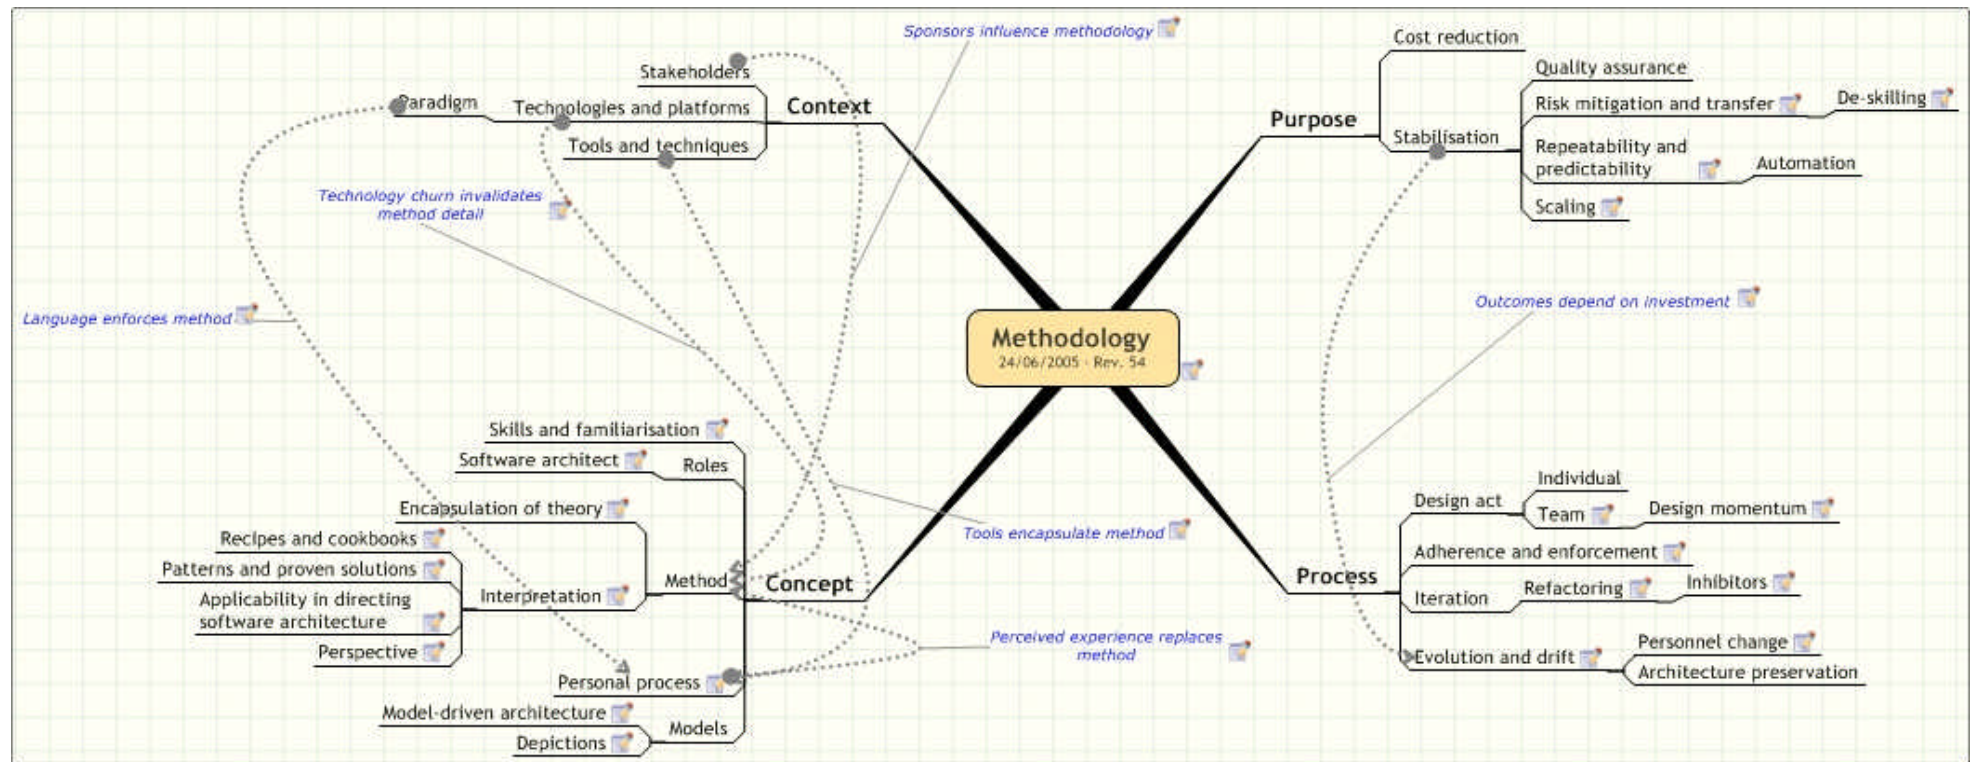 Sponsors influence methodology
Stakeholders
Paradigm
Technologies and platforms
Tools and techniques
Context
Technology churn invalidates
method detail
Language enforces method
Purpose
Cost reduction
Stabilisation
Quality assurance
Risk mitigation and transfer
De-skilling
Repeatability and
predictability
Automation
Scaling
Outcomes depend on investment
Methodology
24/06/2005 - Rev. 54
Skills and familiarisation
Software architect
Roles
Encapsulation of theory
Recipes and cookbooks
Patterns and proven solutions
Applicability in directing
software architecture
Perspective
Interpretation
Method
Concept
Tools encapsulate method
Perceived experience replaces
method
Personal process
Model-driven architecture
Depictions
Models
Process
Design act
Individual
Team
Design momentum
Adherence and enforcement
Iteration
Refactoring
Inhibitors
Evolution and drift
Personnel change
Architecture preservation